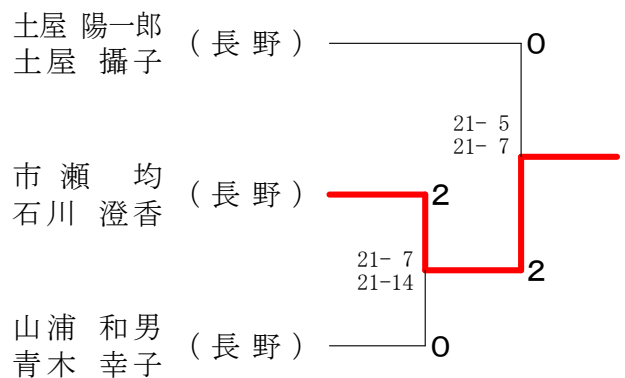 土屋 陽一郎
土屋 攝子
(長野)
0
21- 5
21- 7
市瀬 均
石川 澄香
(長野)
2
21- 7
21-14
2
山浦 和男
青木 幸子
(長野)
0